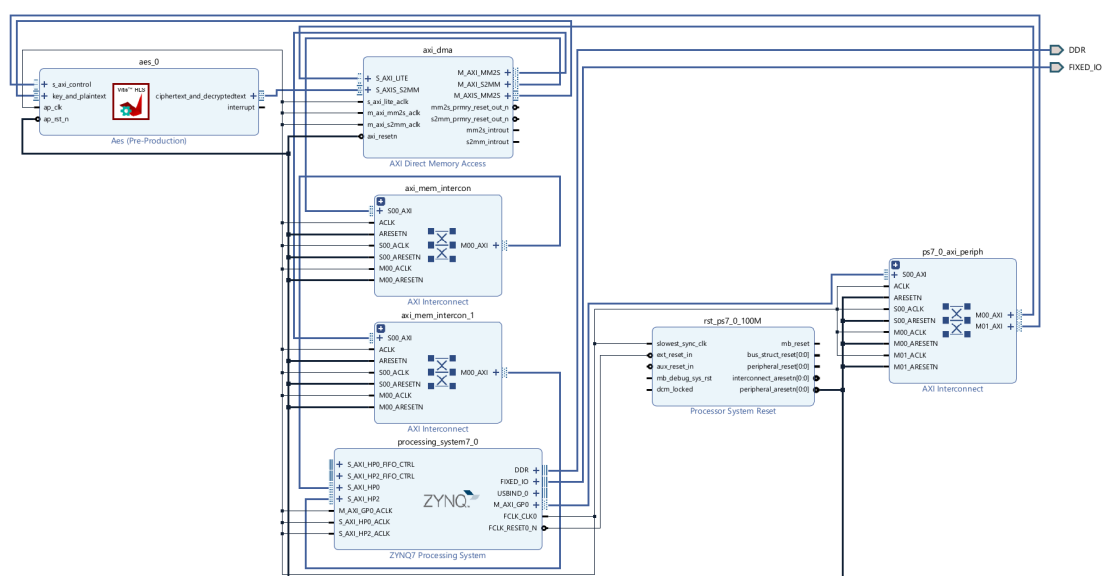 aes_0
s_axi_control
key_and_plaintext
ap_clk
ap_rst_n
Vitis™ HLS
ciphertext_and_decryptedtext
interrupt
Aes (Pre-Production)
axi_dma
S_AXI_LITE
S_AXIS_S2MM
s_axi_lite_aclk
m_axi_mm2s_aclk
m_axi_s2mm_aclk
axi_resetn
M_AXI_MM2S
M_AXI_S2MM
M_AXIS_MM2S
mm2s_prmry_reset_out_n
s2mm_prmry_reset_out_n
mm2s_introut
s2mm_introut
AXI Direct Memory Access
DDR
FIXED_IO
axi_mem_intercon
S00_AXI
ACLK
ARESETN
S00_ACLK
S00_ARESETN
M00_ACLK
M00_ARESETN
M00_AXI
AXI Interconnect
axi_mem_intercon_1
S00_AXI
ACLK
ARESETN
S00_ACLK
S00_ARESETN
M00_ACLK
M00_ARESETN
M00_AXI
AXI Interconnect
processing_system7_0
S_AXI_HP0_FIFO_CTRL
S_AXI_HP2_FIFO_CTRL
S_AXI_HP0
S_AXI_HP2
M_AXI_GP0_ACLK
S_AXI_HP0_ACLK
S_AXI_HP2_ACLK
ZYNQ
DDR
FIXED_IO
USBIND_0
M_AXI_GP0
FCLK_CLK0
FCLK_RESET0_N
ZYNQ7 Processing System
rst_ps7_0_100M
slowest_sync_clk
ext_reset_in
aux_reset_in
mb_debug_sys_rst
dcm_locked
mb_reset
bus_struct_reset[0:0]
peripheral_reset[0:0]
interconnect_aresetn[0:0]
peripheral_aresetn[0:0]
Processor System Reset
ps7_0_axi_periph
S00_AXI
ACLK
ARESETN
S00_ACLK
S00_ARESETN
M00_ACLK
M00_ARESETN
M01_ACLK
M01_ARESETN
M00_AXI
M01_AXI
AXI Interconnect